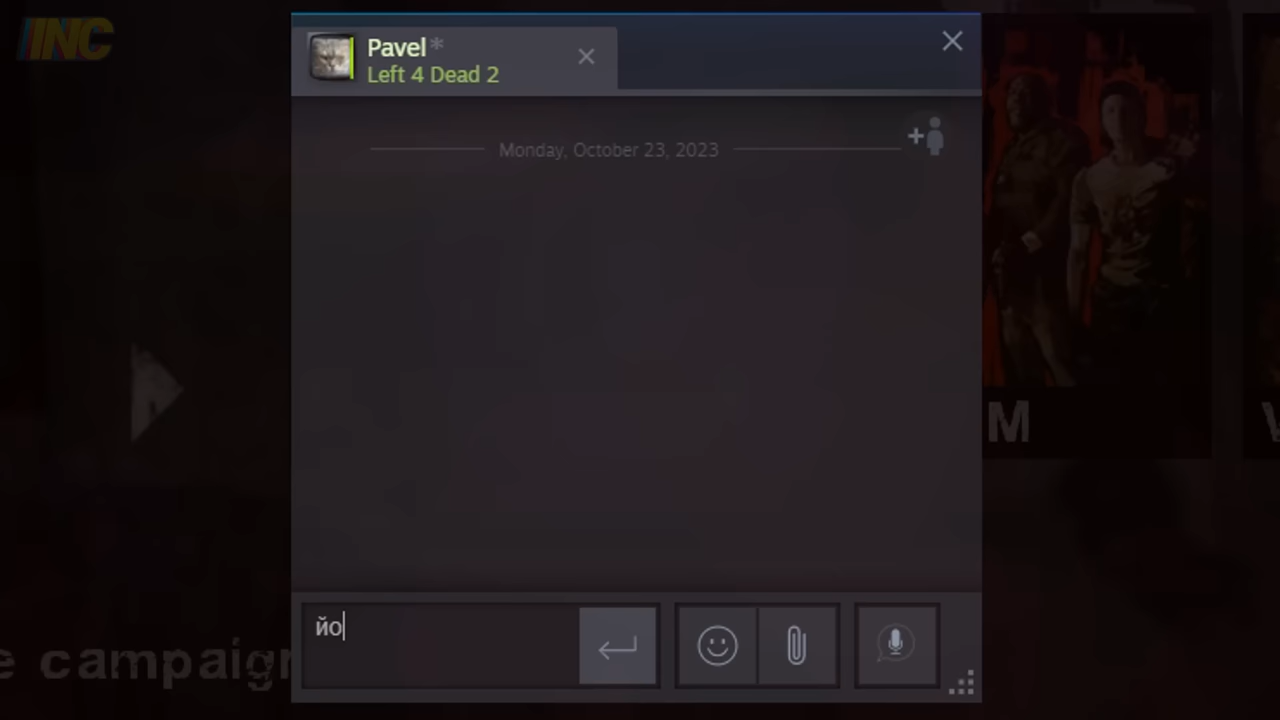 INC
Pavel*
Left 4 Dead 2
Monday, October 23, 2023
M
e campaign
йо